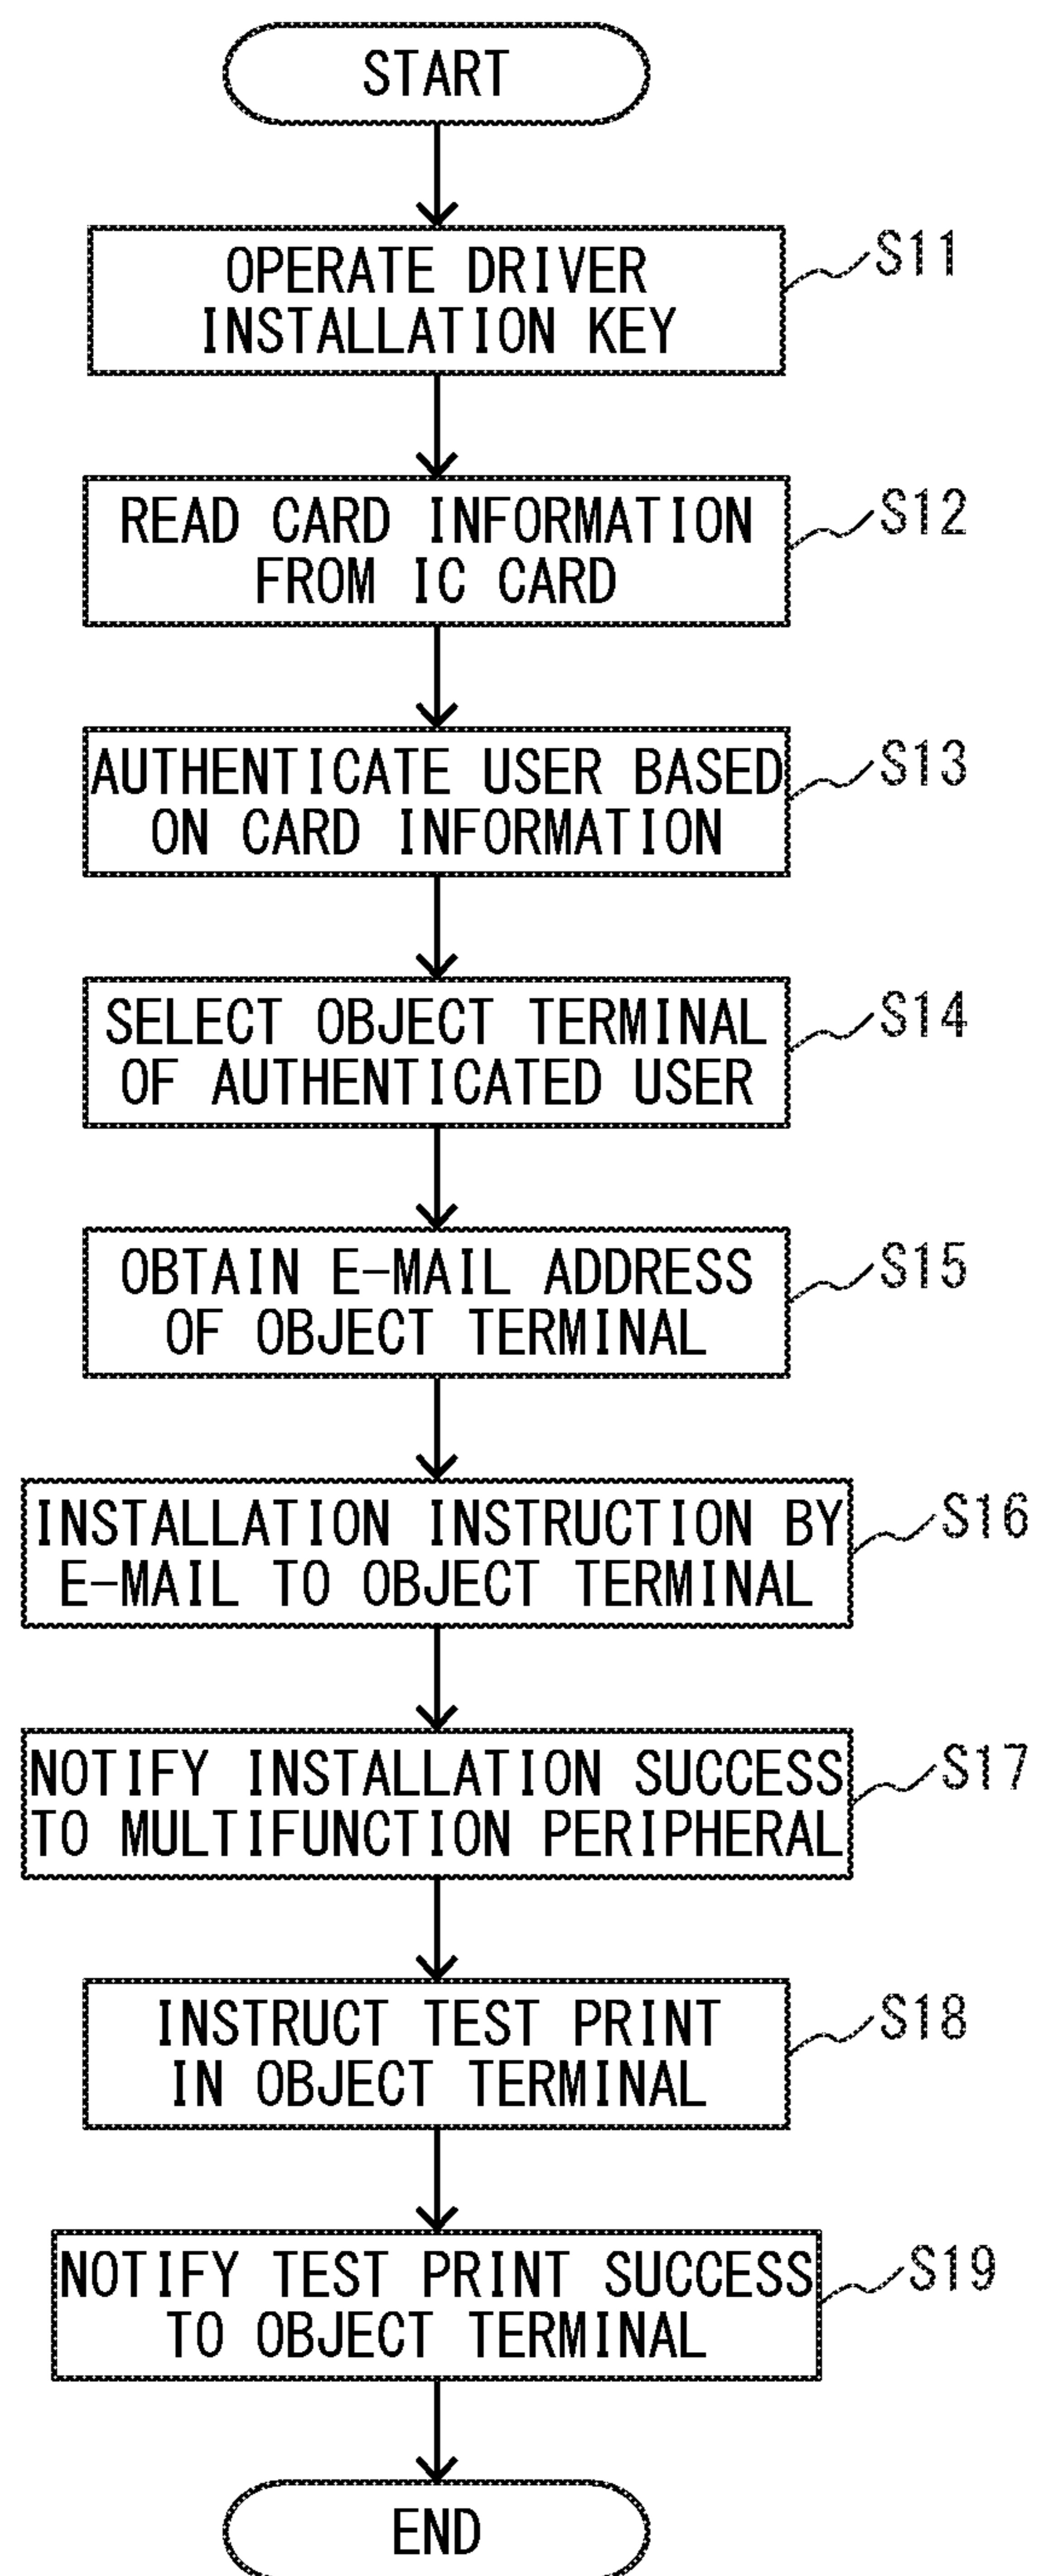 START
OPERATE DRIVER
INSTALLATION KEY
S11
READ CARD INFORMATION
FROM IC CARD
S12
AUTHENTICATE USER BASED
ON CARD INFORMATION
S13
SELECT OBJECT TERMINAL
OF AUTHENTICATED USER
S14
OBTAIN E-MAIL ADDRESS
OF OBJECT TERMINAL
S15
INSTALLATION INSTRUCTION BY
E-MAIL TO OBJECT TERMINAL
S16
NOTIFY INSTALLATION SUCCESS
TO MULTIFUNCTION PERIPHERAL
S17
INSTRUCT TEST PRINT
IN OBJECT TERMINAL
S18
NOTIFY TEST PRINT SUCCESS
TO OBJECT TERMINAL
S19
END